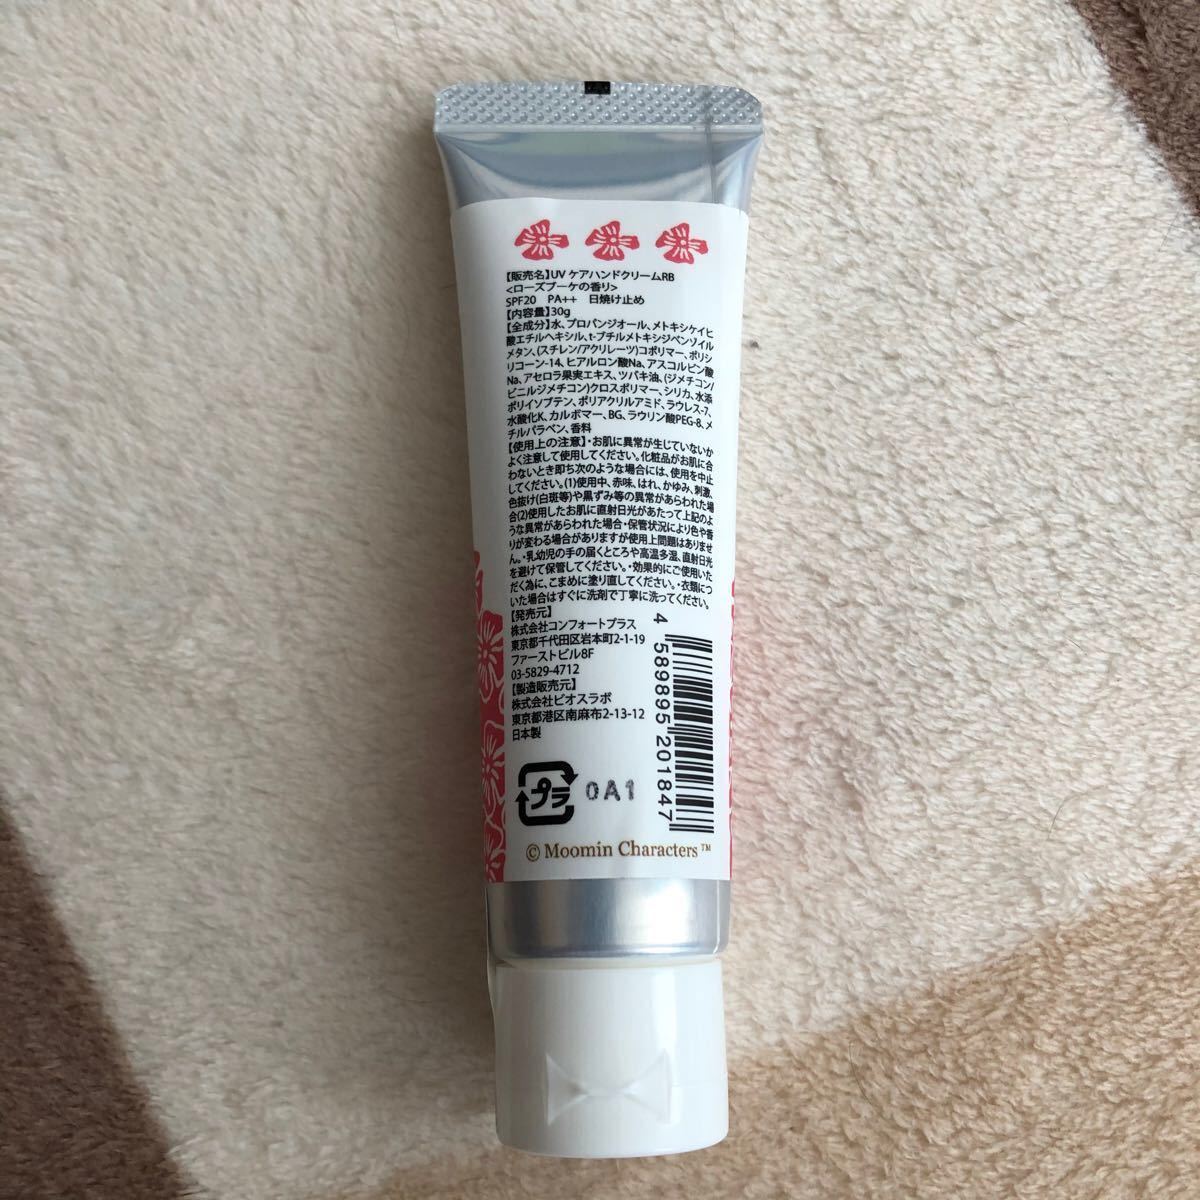 【販売名】UV ケアハンドクリームRB
<ローズブーケの香り>
SPF20 PA++ 日焼け止め
【内容量】30g
【全成分】水、プロパンジオール、メトキシケイヒ
酸エチルヘキシル、t-ブチルメトキシジベンゾイル
メタン、(スチレン/アクリレーツ)コポリマー、ポリシ
リコーン-14、ヒアルロン酸Na、アスコルビン酸
Na、アセロラ果実エキス、ツバキ油、(ジメチコン/
ビニルジメチコン)クロスポリマー、シリカ、水添
ポリイソブテン、ポリアクリルアミド、ラウレス-7、
水酸化K、カルボマー、BG、ラウリン酸PEG-8、メ
チルパラベン、香料
【使用上の注意】・お肌に異常が生じていないか
よく注意して使用してください。化粧品がお肌に合
わないとき即ち次のような場合には、使用を中止
してください。(1)使用中、赤味、はれ、かゆみ、刺激、
色抜け(白斑等)や黒ずみ等の異常があらわれた場
合(2)使用したお肌に直射日光があたって上記のよ
うな異常があらわれた場合・保管状況により色や香
りが変わる場合がありますが使用上問題はありませ
ん。・乳幼児の手の届くところや高温多湿、直射日光
を避けて保管してください。・効果的にご使用いた
だく為に、こまめに塗り直してください。・衣類につ
いた場合はすぐに洗剤で丁寧に洗ってください。
【発売元】
株式会社コンフォートプラス
東京都千代田区岩本町2-1-19
ファーストビル8F
03-5829-4712
【製造販売元】
株式会社ビオスラボ
東京都港区南麻布2-13-12
日本製
4 589895 201847
プラ
0A1
© Moomin Characters™